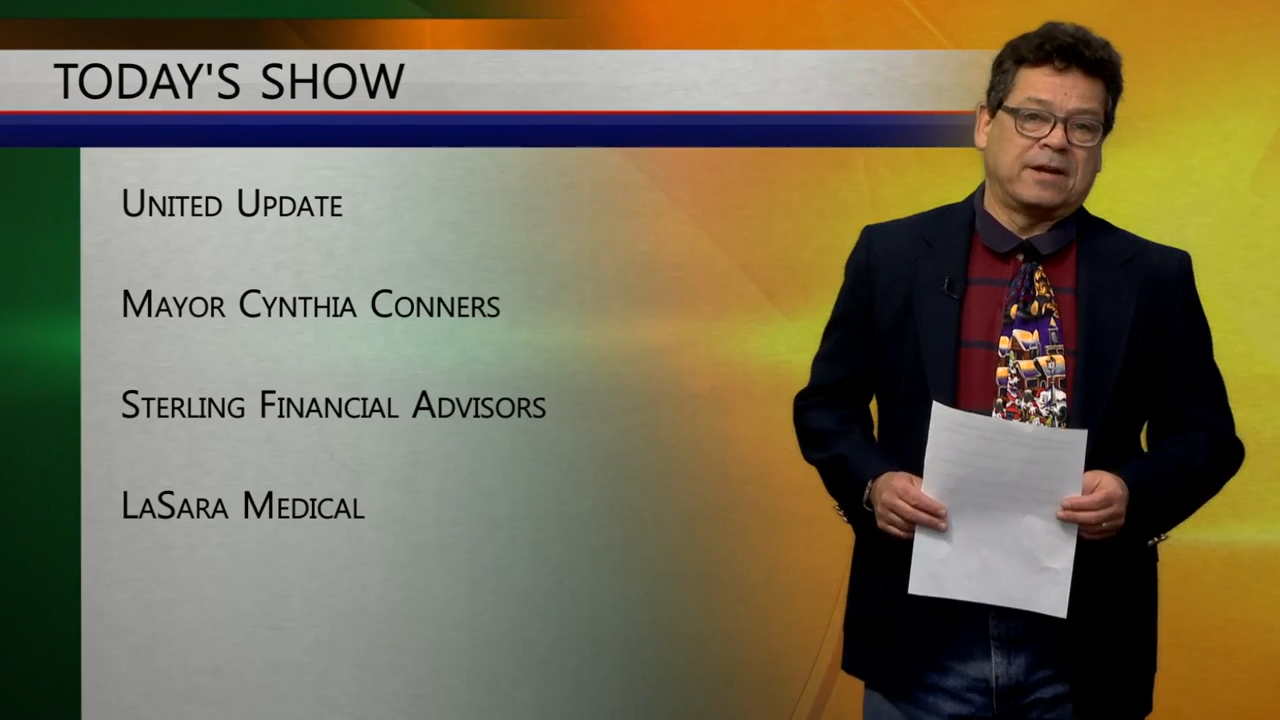 TODAY'S SHOW
United Update
Mayor Cynthia Conners
Sterling Financial Advisors
LaSara Medical